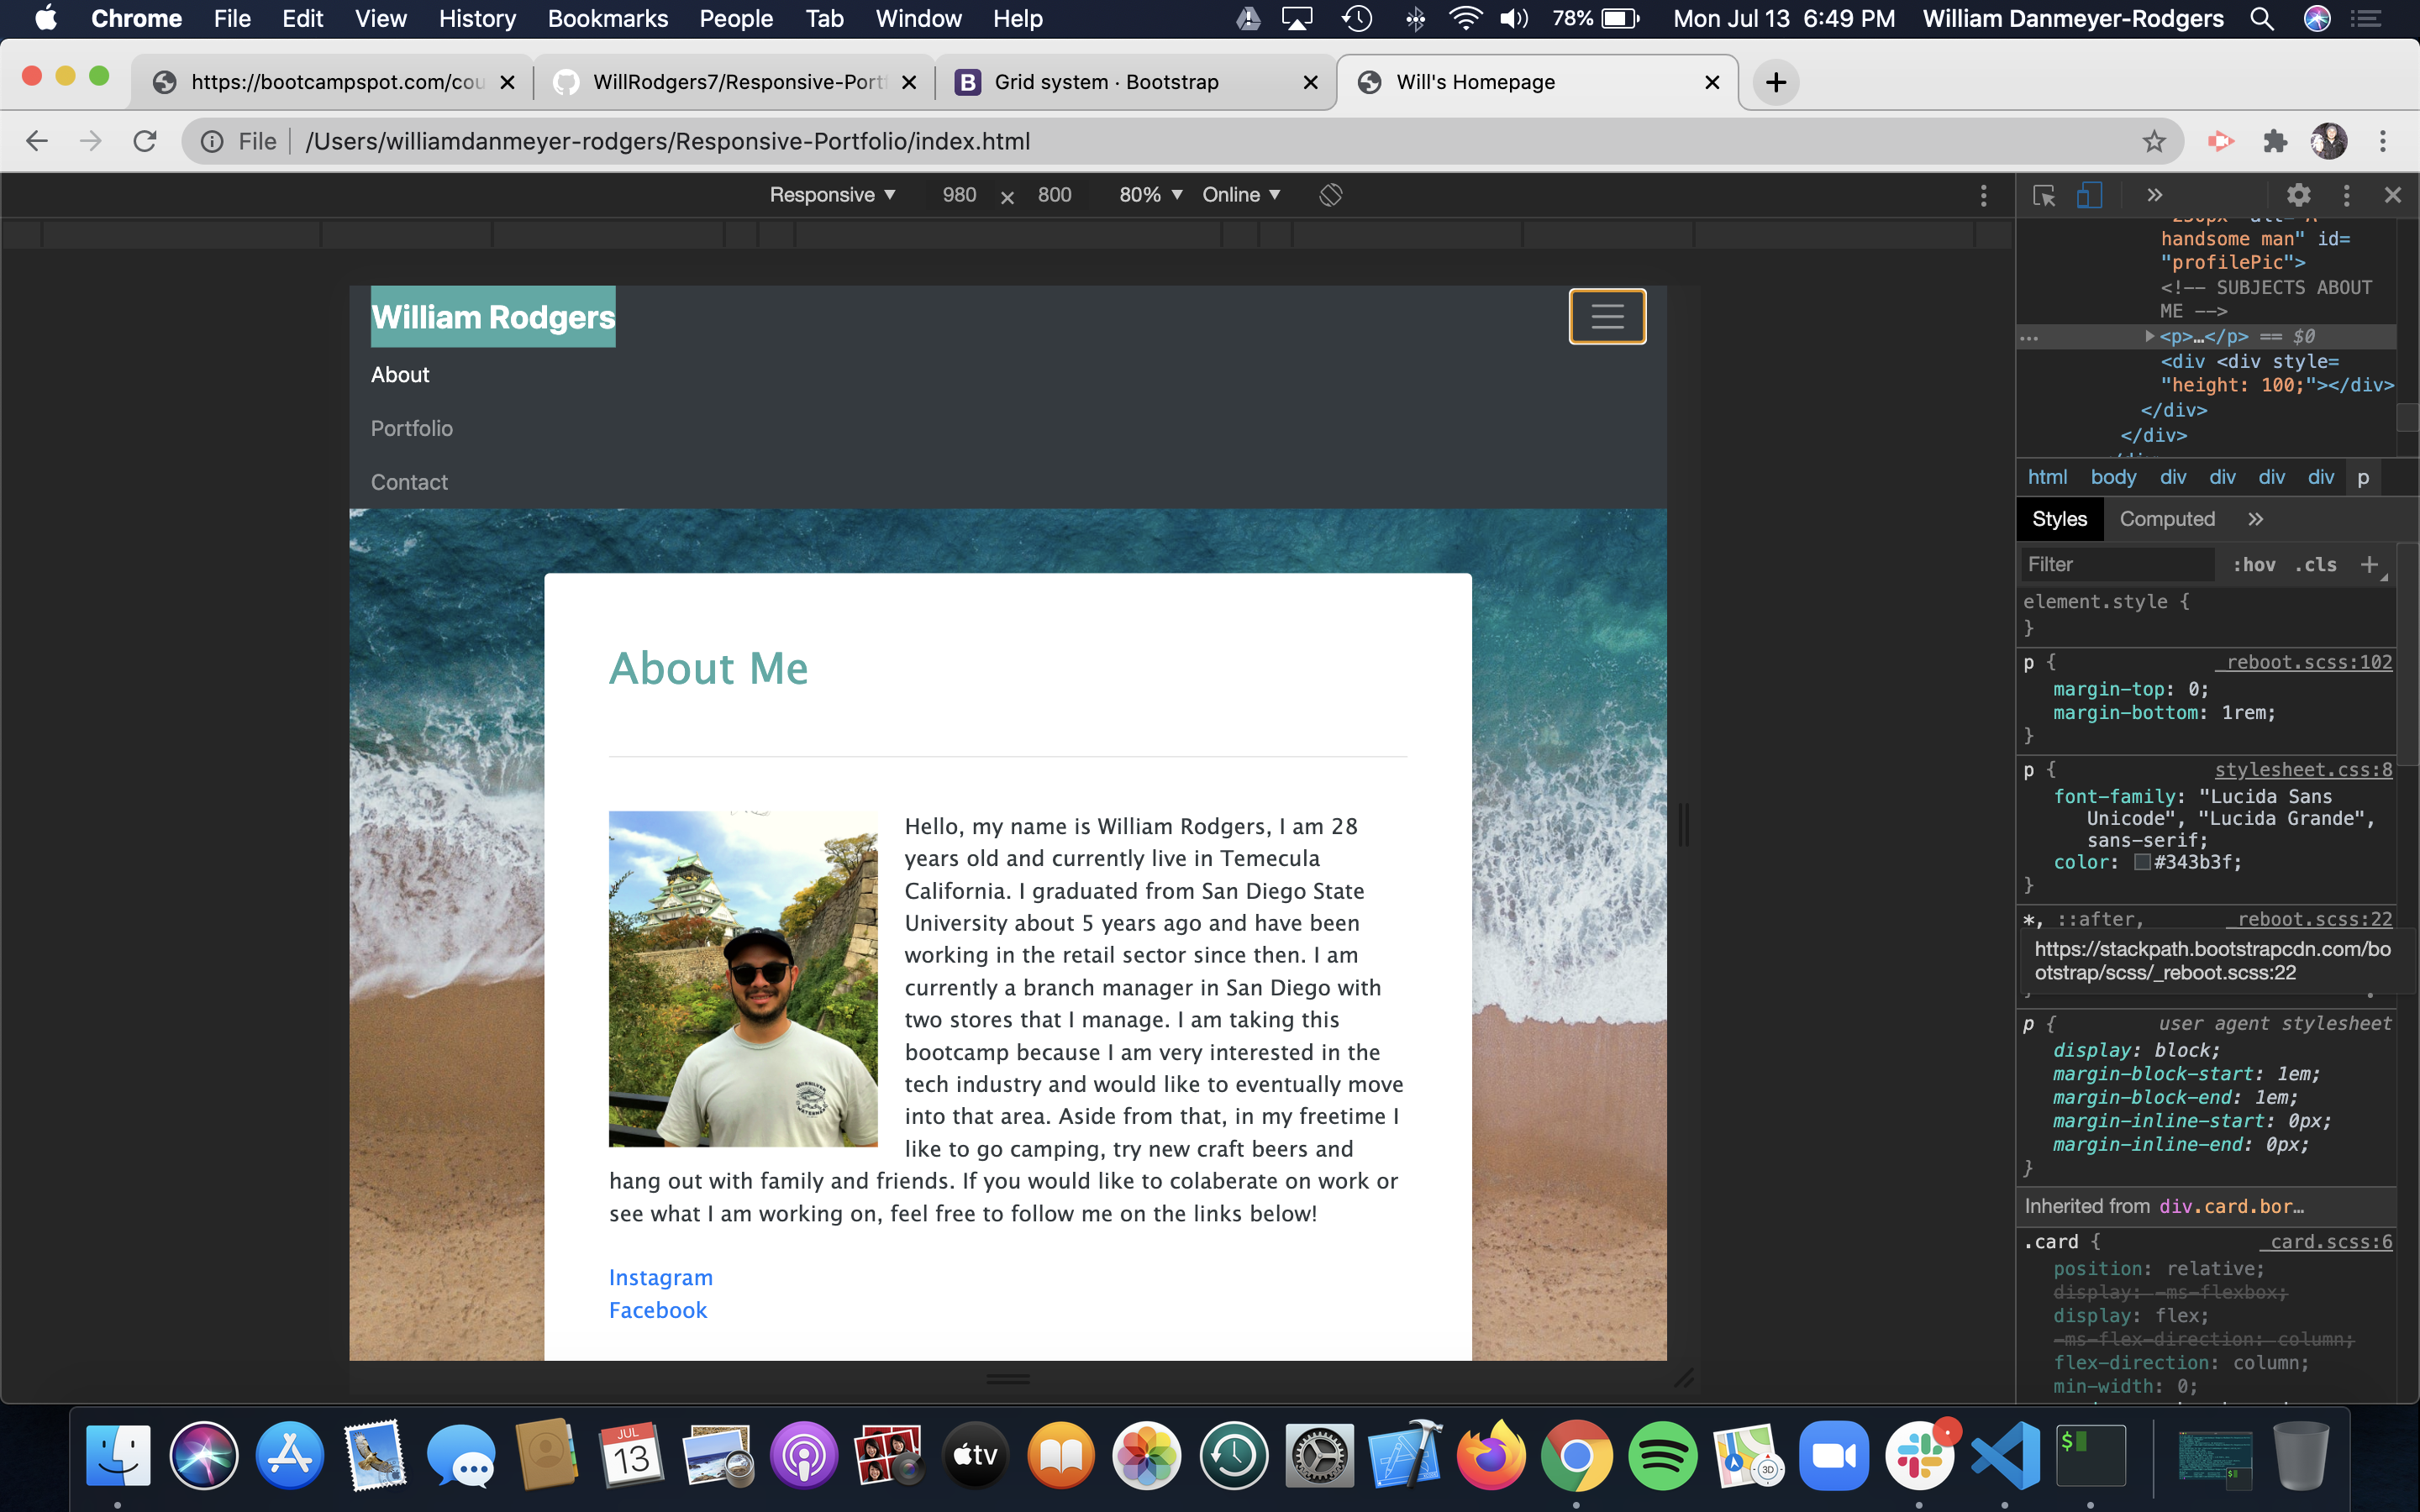 Chrome File Edit View History Bookmarks People Tab Window Help 78% Mon Jul 13 6:49 PM William Danmeyer-Rodgers
https://bootcampspot.com/cou WillRodgers7/Responsive-Port Grid system · Bootstrap Will's Homepage
File /Users/williamdanmeyer-rodgers/Responsive-Portfolio/index.html
Responsive 980 × 800 80% Online
William Rodgers
About
Portfolio
Contact
About Me
Hello, my name is William Rodgers, I am 28
years old and currently live in Temecula
California. I graduated from San Diego State
University about 5 years ago and have been
working in the retail sector since then. I am
currently a branch manager in San Diego with
two stores that I manage. I am taking this
bootcamp because I am very interested in the
tech industry and would like to eventually move
into that area. Aside from that, in my freetime I
like to go camping, try new craft beers and
hang out with family and friends. If you would like to colaberate on work or
see what I am working on, feel free to follow me on the links below!
Instagram
Facebook
handsome man" id=
"profilePic">
<!-- SUBJECTS ABOUT
ME -->
… <p>…</p> == $0
<div <div style=
"height: 100;"></div>
</div>
</div>
html body div div div div p
Styles Computed
Filter :hov .cls
element.style {
}
p { _reboot.scss:102
margin-top: 0;
margin-bottom: 1rem;
}
p { stylesheet.css:8
font-family: "Lucida Sans
Unicode", "Lucida Grande",
sans-serif;
color: #343b3f;
}
*, ::after, _reboot.scss:22
https://stackpath.bootstrapcdn.com/bo
otstrap/scss/_reboot.scss:22
p { user agent stylesheet
display: block;
margin-block-start: 1em;
margin-block-end: 1em;
margin-inline-start: 0px;
margin-inline-end: 0px;
}
Inherited from div.card.bor…
.card { _card.scss:6
position: relative;
display: -ms-flexbox;
display: flex;
-ms-flex-direction: column;
flex-direction: column;
min-width: 0;
JUL
13
tv
3D
$